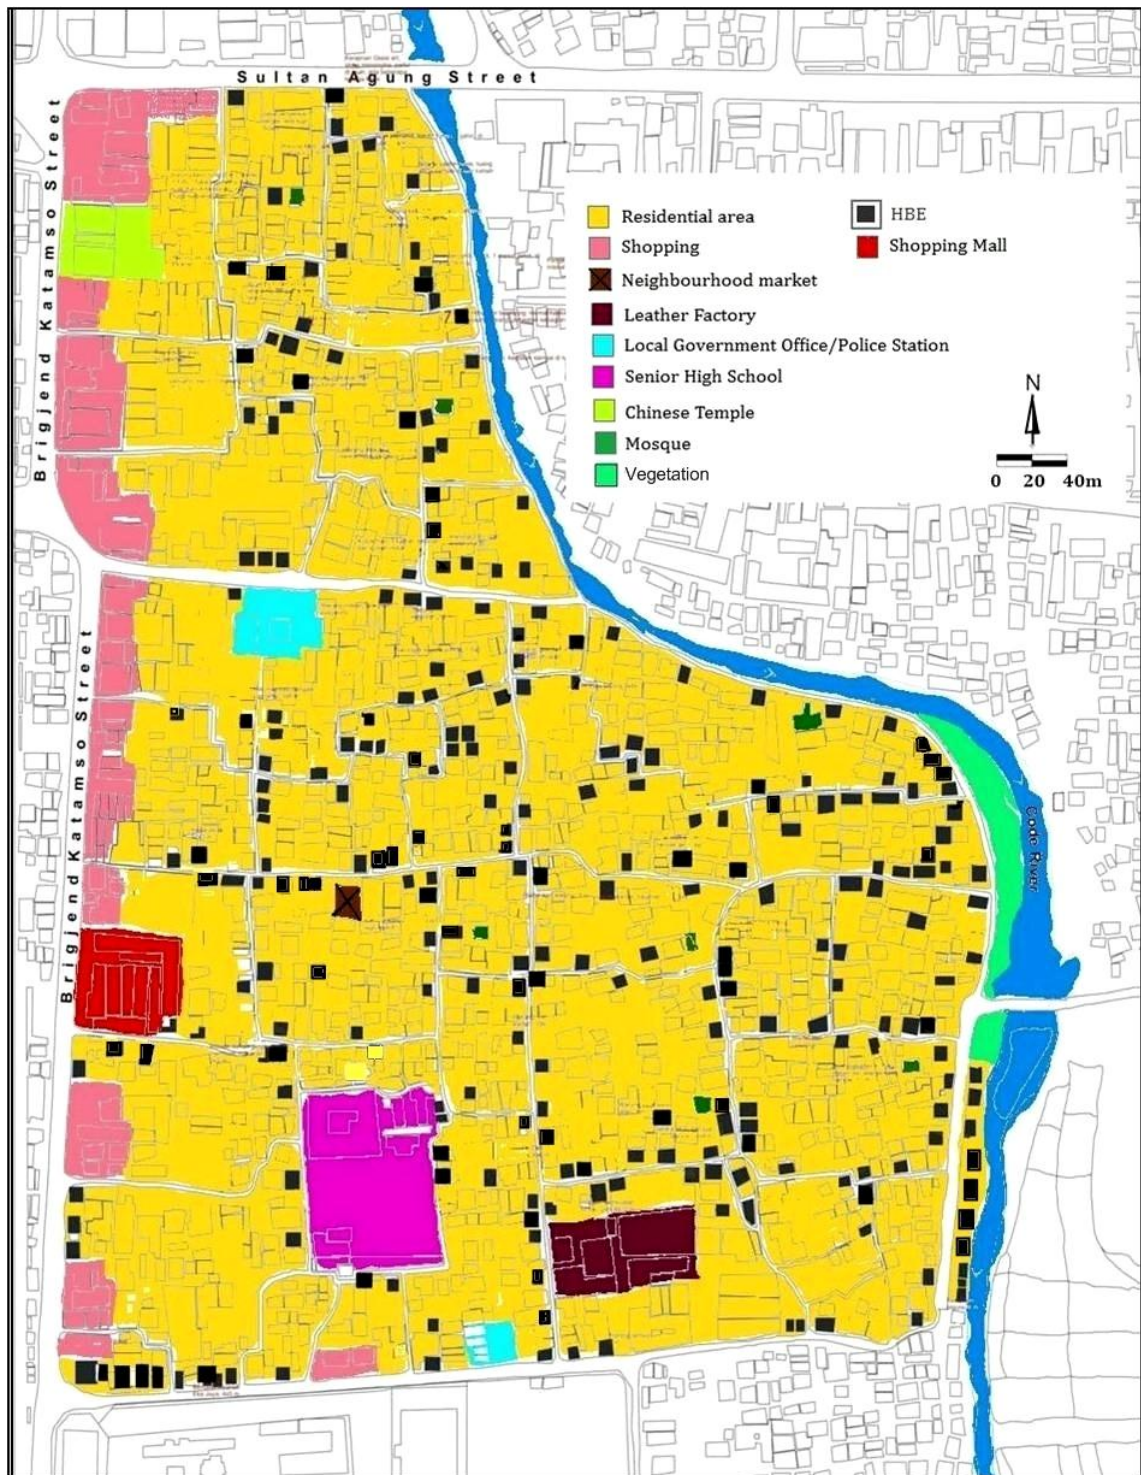 Sultan Agung Street
Brigjend Katamso Street
Residential area
HBE
Shopping
Shopping Mall
Neighbourhood market
Leather Factory
Local Government Office/Police Station
Senior High School
Chinese Temple
Mosque
Vegetation
N
0 20 40m
Brigjend Katamso Street
Code River